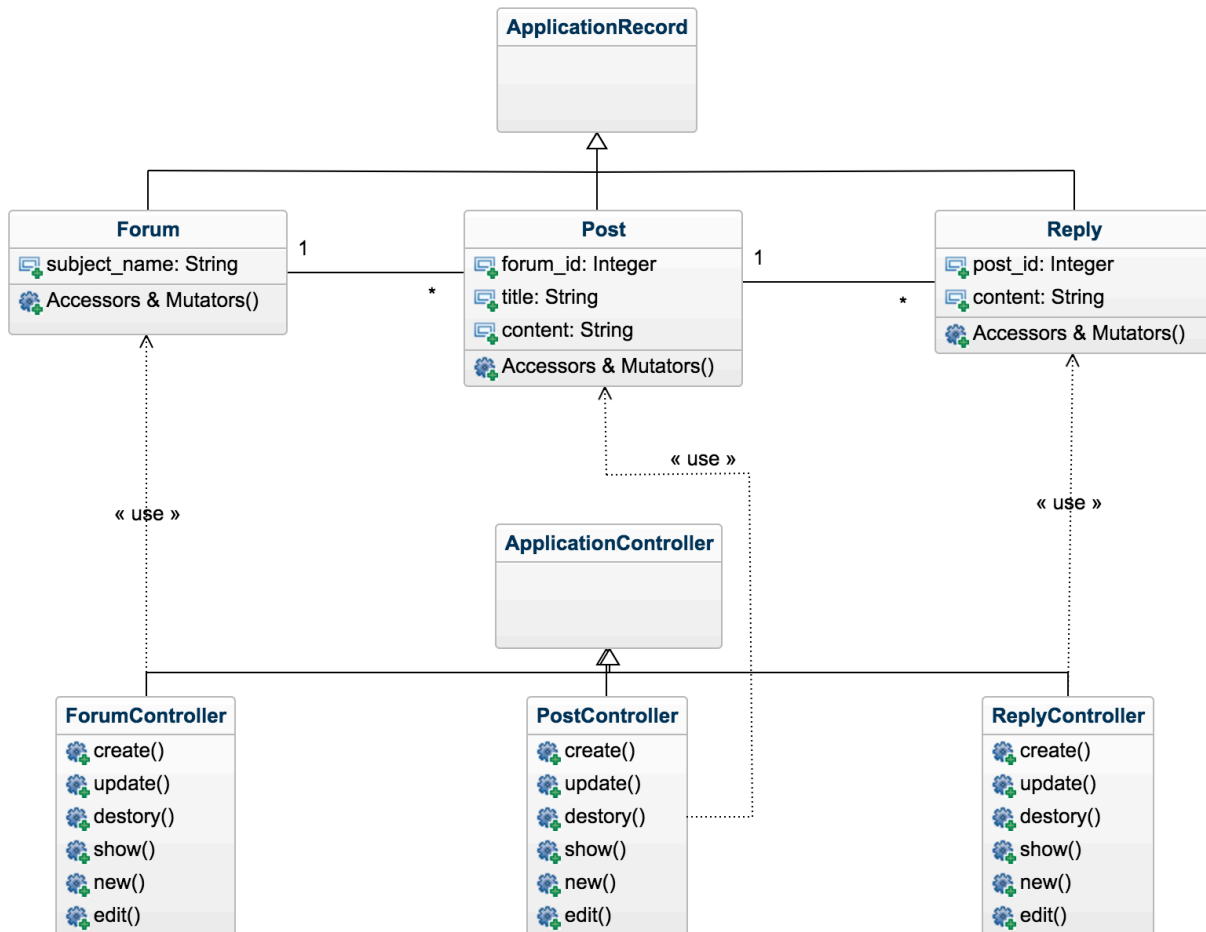 ApplicationRecord
Forum
subject_name: String
Accessors & Mutators()
1
*
Post
forum_id: Integer
title: String
content: String
Accessors & Mutators()
1
*
Reply
post_id: Integer
content: String
Accessors & Mutators()
« use »
« use »
« use »
ApplicationController
ForumController
create()
update()
destory()
show()
new()
edit()
PostController
create()
update()
destory()
show()
new()
edit()
ReplyController
create()
update()
destory()
show()
new()
edit()